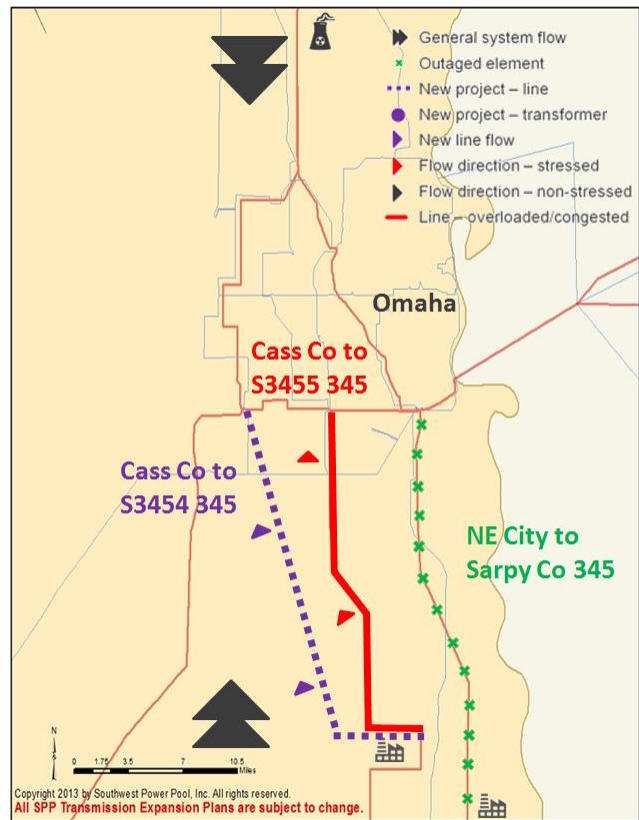 General system flow
Outaged element
New project – line
New project – transformer
New line flow
Flow direction – stressed
Flow direction – non-stressed
Line – overloaded/congested
Omaha
Cass Co to
S3455 345
Cass Co to
S3454 345
NE City to
Sarpy Co 345
N
0 1.75 3.5 7 10.5
Miles
Copyright 2013 by Southwest Power Pool, Inc. All rights reserved.
All SPP Transmission Expansion Plans are subject to change.